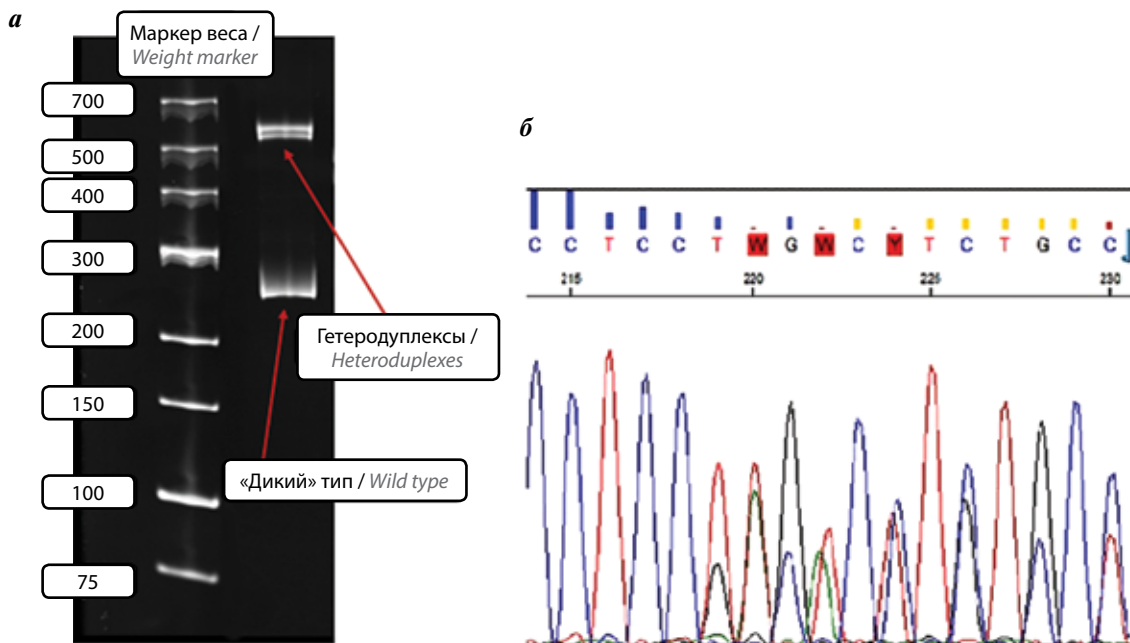 а
Маркер веса /
Weight marker
700
500
400
300
200
150
100
75
Гетеродуплексы /
Heteroduplexes
«Дикий» тип / Wild type
б
C C T C C T W G W C Y T C T G C C
215 220 225 230